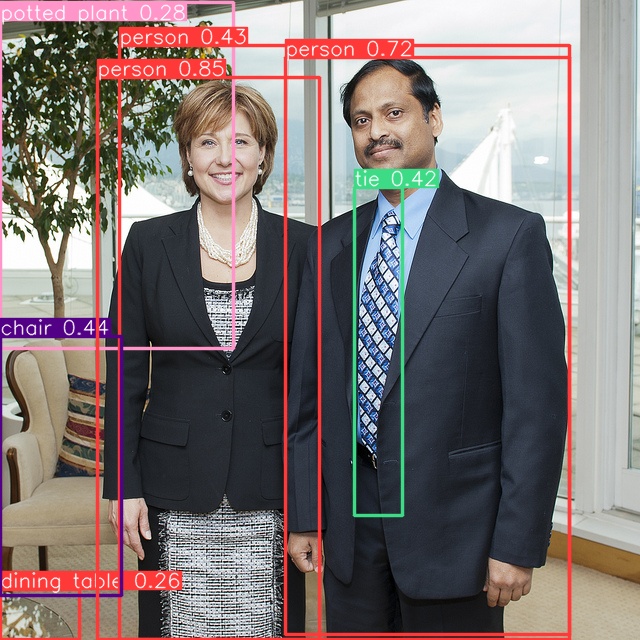 potted plant 0.28
person 0.43
person 0.72
person 0.85
tie 0.42
chair 0.44
dining table 0.26